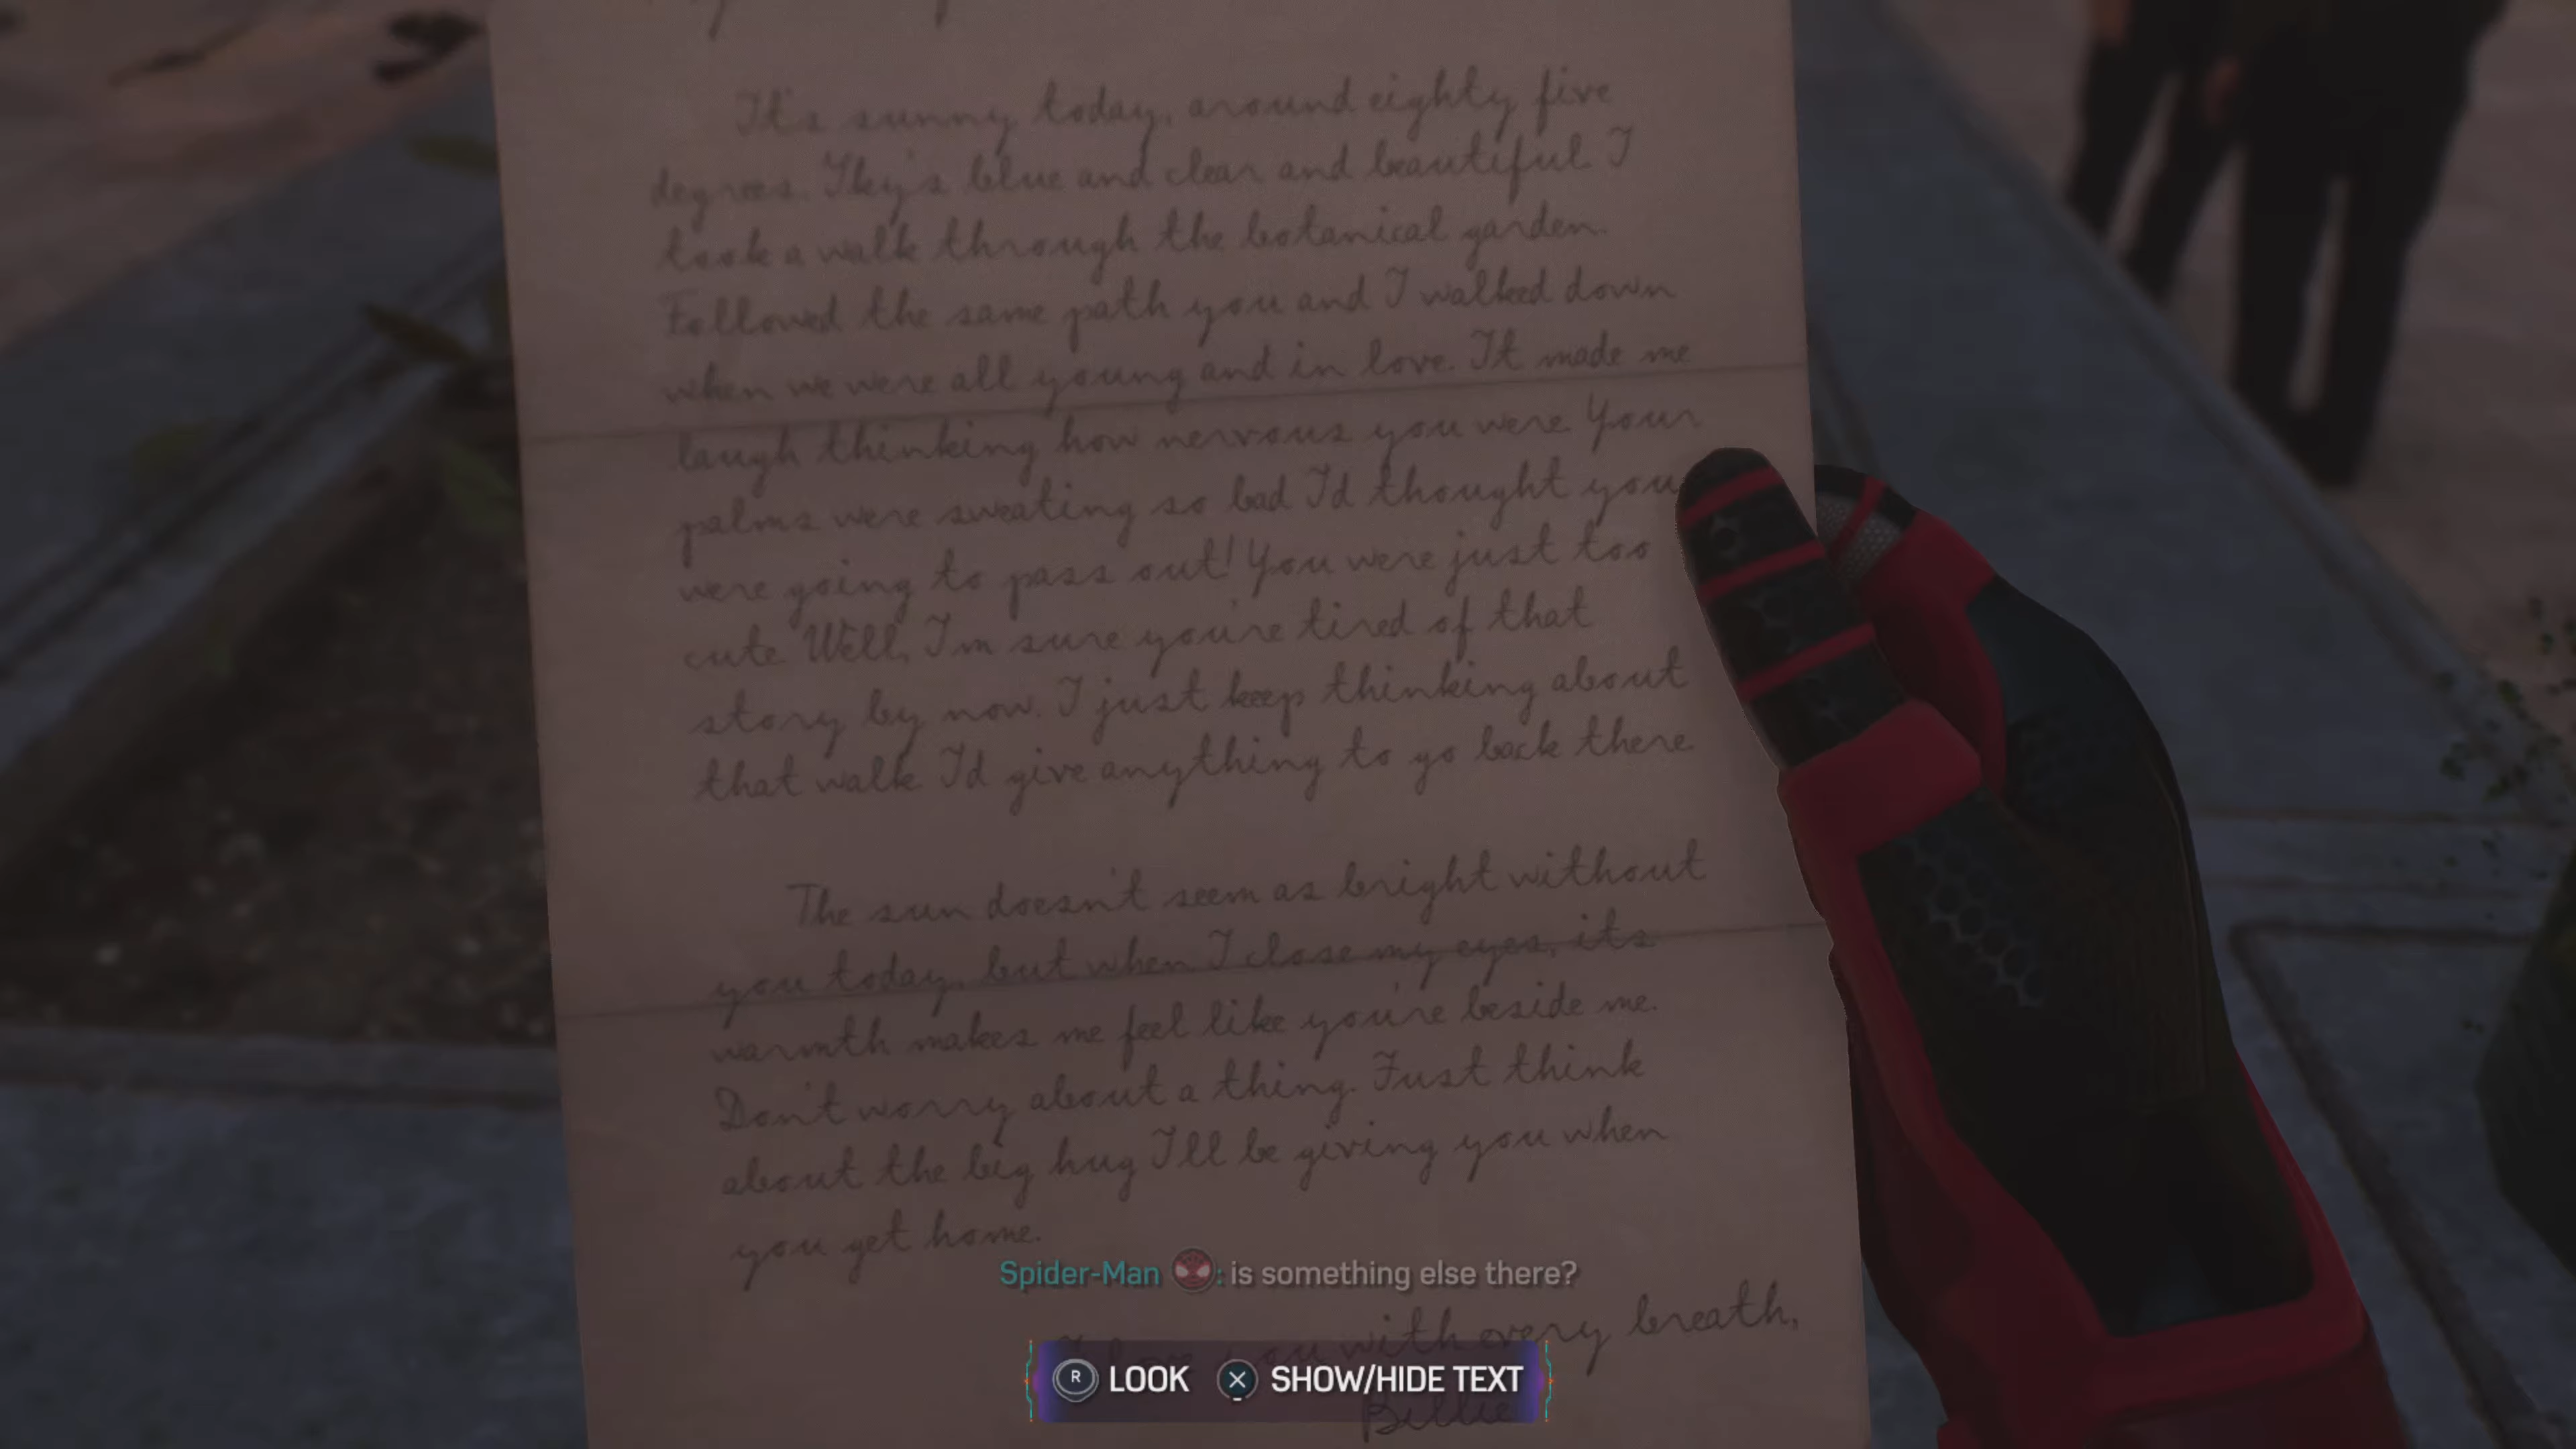 It's sunny today, around eighty five
degrees. Sky's blue and clear and beautiful. I
took a walk through the botanical garden.
Followed the same path you and I walked down
when we were all young and in love. It made me
laugh thinking how nervous you were. Your
palms were sweating so bad I'd thought you
were going to pass out! You were just too
cute. Well, I'm sure you're tired of that
story by now. I just keep thinking about
that walk. I'd give anything to go back there.
The sun doesn't seem as bright without
you today, but when I close my eyes, its
warmth makes me feel like you're beside me.
Don't worry about a thing. Just think
about the big hug I'll be giving you when
you get home.
Spider-Man : is something else there?
I love you with every breath,
R LOOK SHOW/HIDE TEXT
Billie